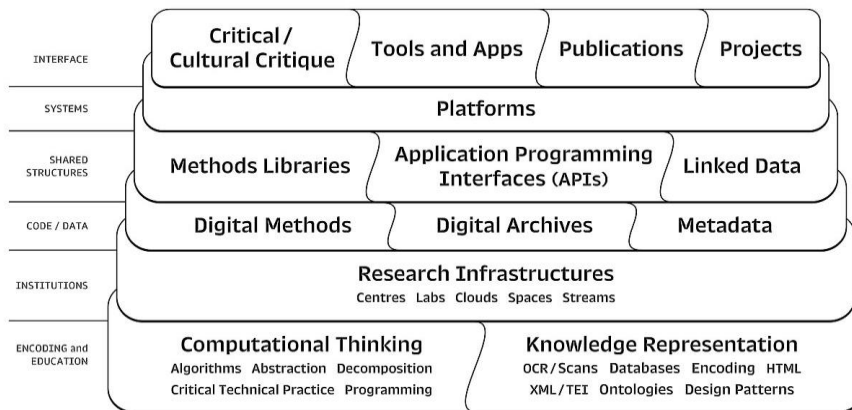 INTERFACE
Critical /
Cultural Critique
Tools and Apps
Publications
Projects
SYSTEMS
Platforms
SHARED
STRUCTURES
Methods Libraries
Application Programming
Interfaces (APIs)
Linked Data
CODE / DATA
Digital Methods
Digital Archives
Metadata
INSTITUTIONS
Research Infrastructures
Centres Labs Clouds Spaces Streams
ENCODING and
EDUCATION
Computational Thinking
Algorithms Abstraction Decomposition
Critical Technical Practice Programming
Knowledge Representation
OCR/Scans Databases Encoding HTML
XML/TEI Ontologies Design Patterns